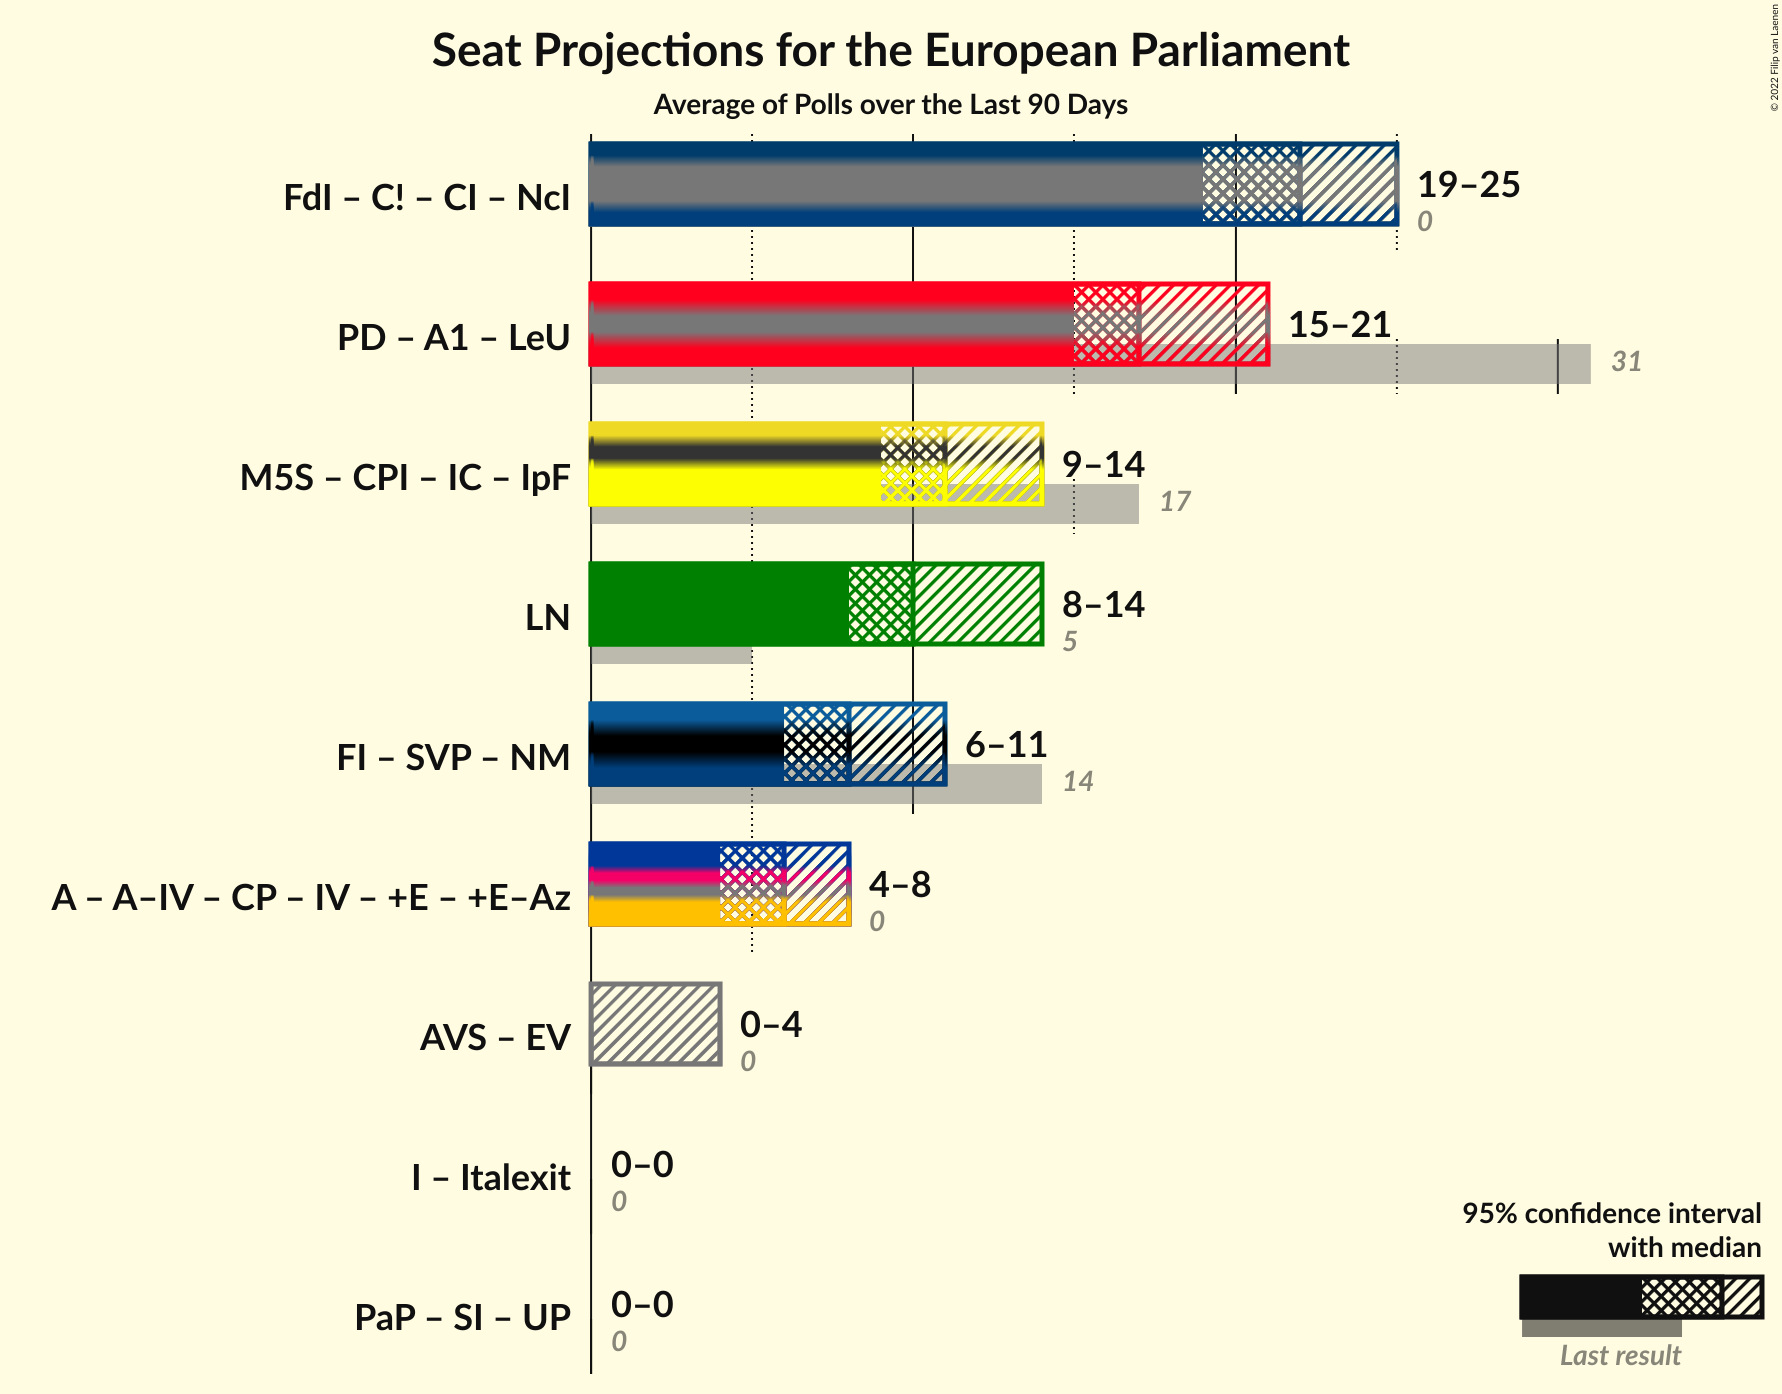 Seat Projections for the European Parliament
Average of Polls over the Last 90 Days
© 2022 Filip van Laenen
FdI – C! – CI – NcI
19–25
0
PD – A1 – LeU
15–21
31
M5S – CPI – IC – IpF
9–14
17
LN
8–14
5
FI – SVP – NM
6–11
14
A – A–IV – CP – IV – +E – +E–Az
4–8
0
AVS – EV
0–4
0
I – Italexit
0–0
0
PaP – SI – UP
0–0
0
95% confidence interval
with median
Last result